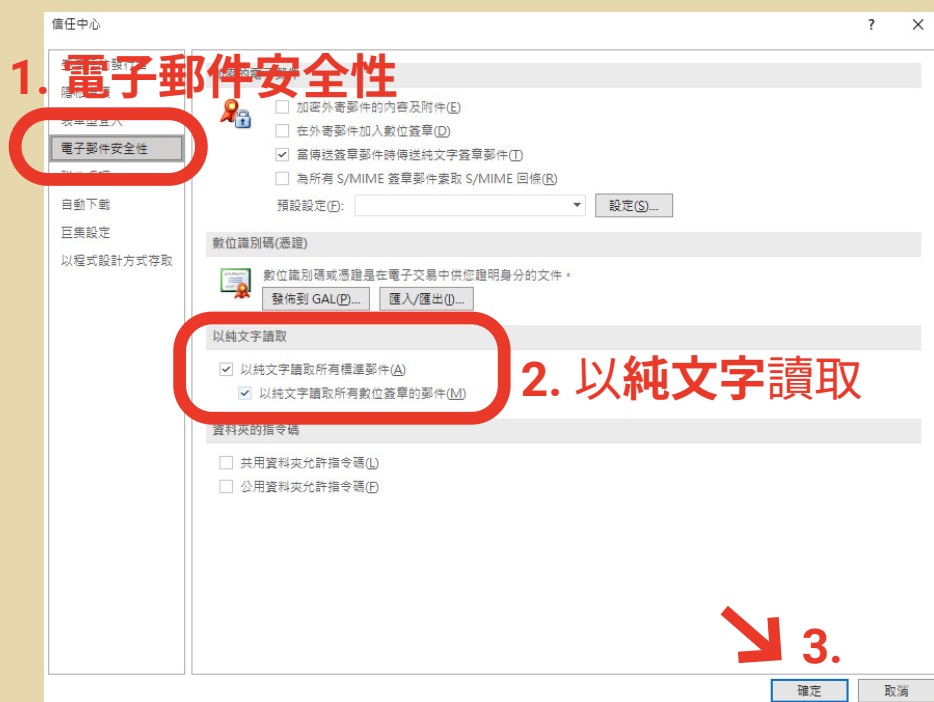 信任中心
? ×
1. 電子郵件安全性
電子郵件安全性
自動下載
巨集設定
以程式設計方式存取
加密外寄郵件的內容及附件(E)
在外寄郵件加入數位簽章(D)
當傳送簽章郵件時傳送純文字簽章郵件(T)
為所有 S/MIME 簽章郵件索取 S/MIME 回條(R)
預設設定(F):
設定(S)...
數位識別碼(憑證)
數位識別碼或憑證是在電子交易中供您證明身分的文件。
發佈到 GAL(P)... 匯入/匯出(I)...
以純文字讀取
以純文字讀取所有標準郵件(A)
以純文字讀取所有數位簽章的郵件(M)
2. 以純文字讀取
資料夾的指令碼
共用資料夾允許指令碼(L)
公用資料夾允許指令碼(F)
3.
確定 取消